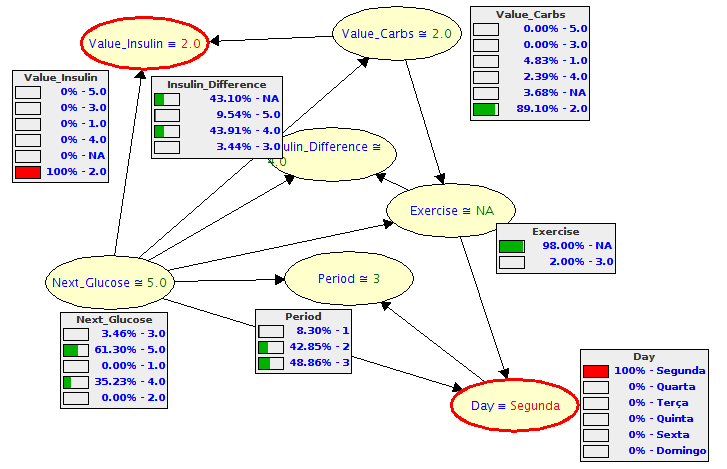 Value_Insulin ≅ 2.0
Value_Carbs ≅ 2.0
Value_Carbs
0.00% - 5.0
0.00% - 3.0
4.83% - 1.0
2.39% - 4.0
3.68% - NA
89.10% - 2.0
Value_Insulin
0% - 5.0
0% - 3.0
0% - 1.0
0% - 4.0
0% - NA
100% - 2.0
Insulin_Difference
43.10% - NA
9.54% - 5.0
43.91% - 4.0
3.44% - 3.0
sulin_Difference ≅
4.0
Exercise ≅ NA
Exercise
98.00% - NA
2.00% - 3.0
Next_Glucose ≅ 5.0
Period ≅ 3
Next_Glucose
3.46% - 3.0
61.30% - 5.0
0.00% - 1.0
35.23% - 4.0
0.00% - 2.0
Period
8.30% - 1
42.85% - 2
48.86% - 3
Day ≅ Segunda
Day
100% - Segunda
0% - Quarta
0% - Terça
0% - Quinta
0% - Sexta
0% - Domingo